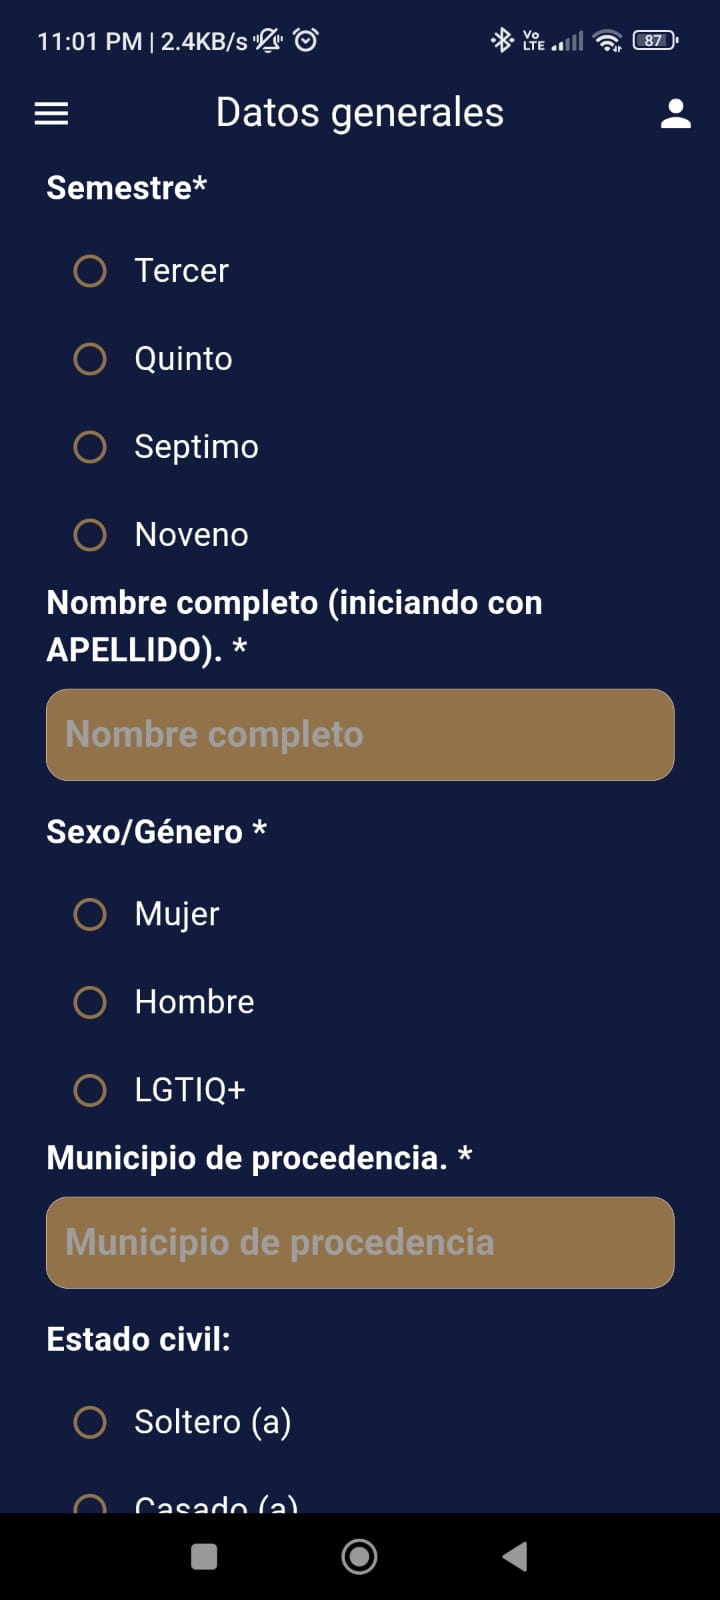 11:01 PM | 2.4KB/s Vo LTE 87
Datos generales
Semestre*
Tercer
Quinto
Septimo
Noveno
Nombre completo (iniciando con
APELLIDO). *
Nombre completo
Sexo/Género *
Mujer
Hombre
LGTIQ+
Municipio de procedencia. *
Municipio de procedencia
Estado civil:
Soltero (a)
Casado (a)